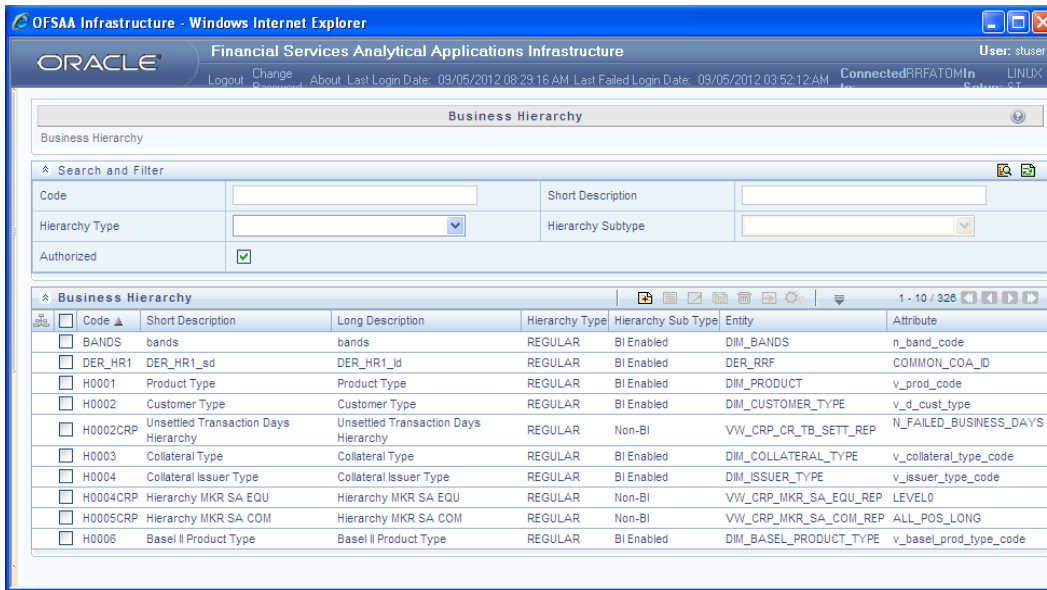 OFSAA Infrastructure - Windows Internet Explorer
ORACLE
Financial Services Analytical Applications Infrastructure
User: stuser
Logout Change About Last Login Date: 09/05/2012 08:29:16 AM Last Failed Login Date: 09/05/2012 03:52:12:AM Connected RRFATOM In LINUX
Business Hierarchy
Business Hierarchy
Search and Filter
Code Short Description
Hierarchy Type Hierarchy Subtype
Authorized
Business Hierarchy 1 - 10 / 326
Code Short Description Long Description Hierarchy Type Hierarchy Sub Type Entity Attribute
BANDS bands bands REGULAR BI Enabled DIM_BANDS n_band_code
DER_HR1 DER_HR1_sd DER_HR1_ld REGULAR BI Enabled DER_RRF COMMON_COA_ID
H0001 Product Type Product Type REGULAR BI Enabled DIM_PRODUCT v_prod_code
H0002 Customer Type Customer Type REGULAR BI Enabled DIM_CUSTOMER_TYPE v_d_cust_type
H0002CRP Unsettled Transaction Days Hierarchy Unsettled Transaction Days Hierarchy REGULAR Non-BI VW_CRP_CR_TB_SETT_REP N_FAILED_BUSINESS_DAYS
H0003 Collateral Type Collateral Type REGULAR BI Enabled DIM_COLLATERAL_TYPE v_collateral_type_code
H0004 Collateral Issuer Type Collateral Issuer Type REGULAR BI Enabled DIM_ISSUER_TYPE v_issuer_type_code
H0004CRP Hierarchy MKR SA EQU Hierarchy MKR SA EQU REGULAR Non-BI VW_CRP_MKR_SA_EQU_REP LEVEL0
H0005CRP Hierarchy MKR SA COM Hierarchy MKR SA COM REGULAR Non-BI VW_CRP_MKR_SA_COM_REP ALL_POS_LONG
H0006 Basel II Product Type Basel II Product Type REGULAR BI Enabled DIM_BASEL_PRODUCT_TYPE v_basel_prod_type_code